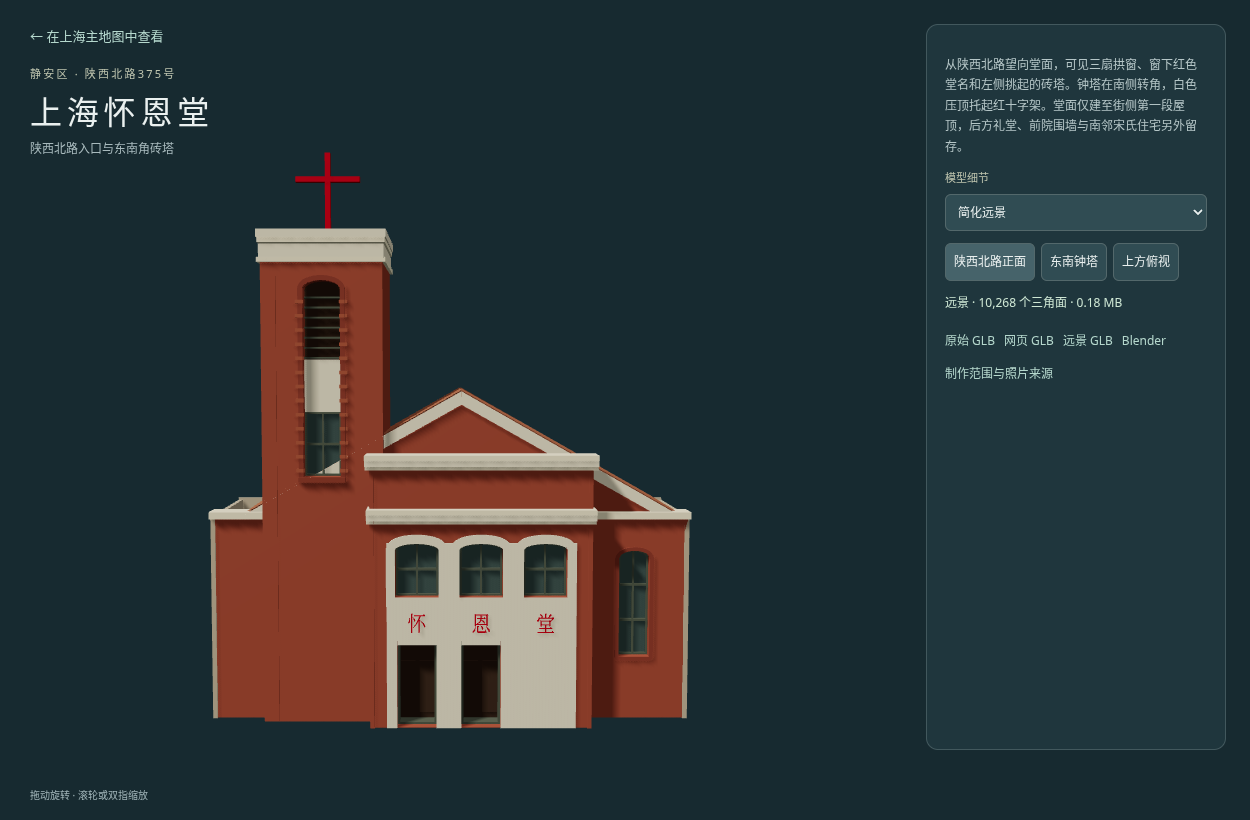 ← 在上海主地图中查看
静安区 · 陕西北路375号
上海怀恩堂
陕西北路入口与东南角砖塔
怀 恩 堂
拖动旋转 · 滚轮或双指缩放
从陕西北路望向堂面，可见三扇拱窗、窗下红色
堂名和左侧挑起的砖塔。钟塔在南侧转角，白色
压顶托起红十字架。堂面仅建至街侧第一段屋
顶，后方礼堂、前院围墙与南邻宋氏住宅另外留
存。
模型细节
简化远景
陕西北路正面 东南钟塔 上方俯视
远景 · 10,268 个三角面 · 0.18 MB
原始 GLB 网页 GLB 远景 GLB Blender
制作范围与照片来源